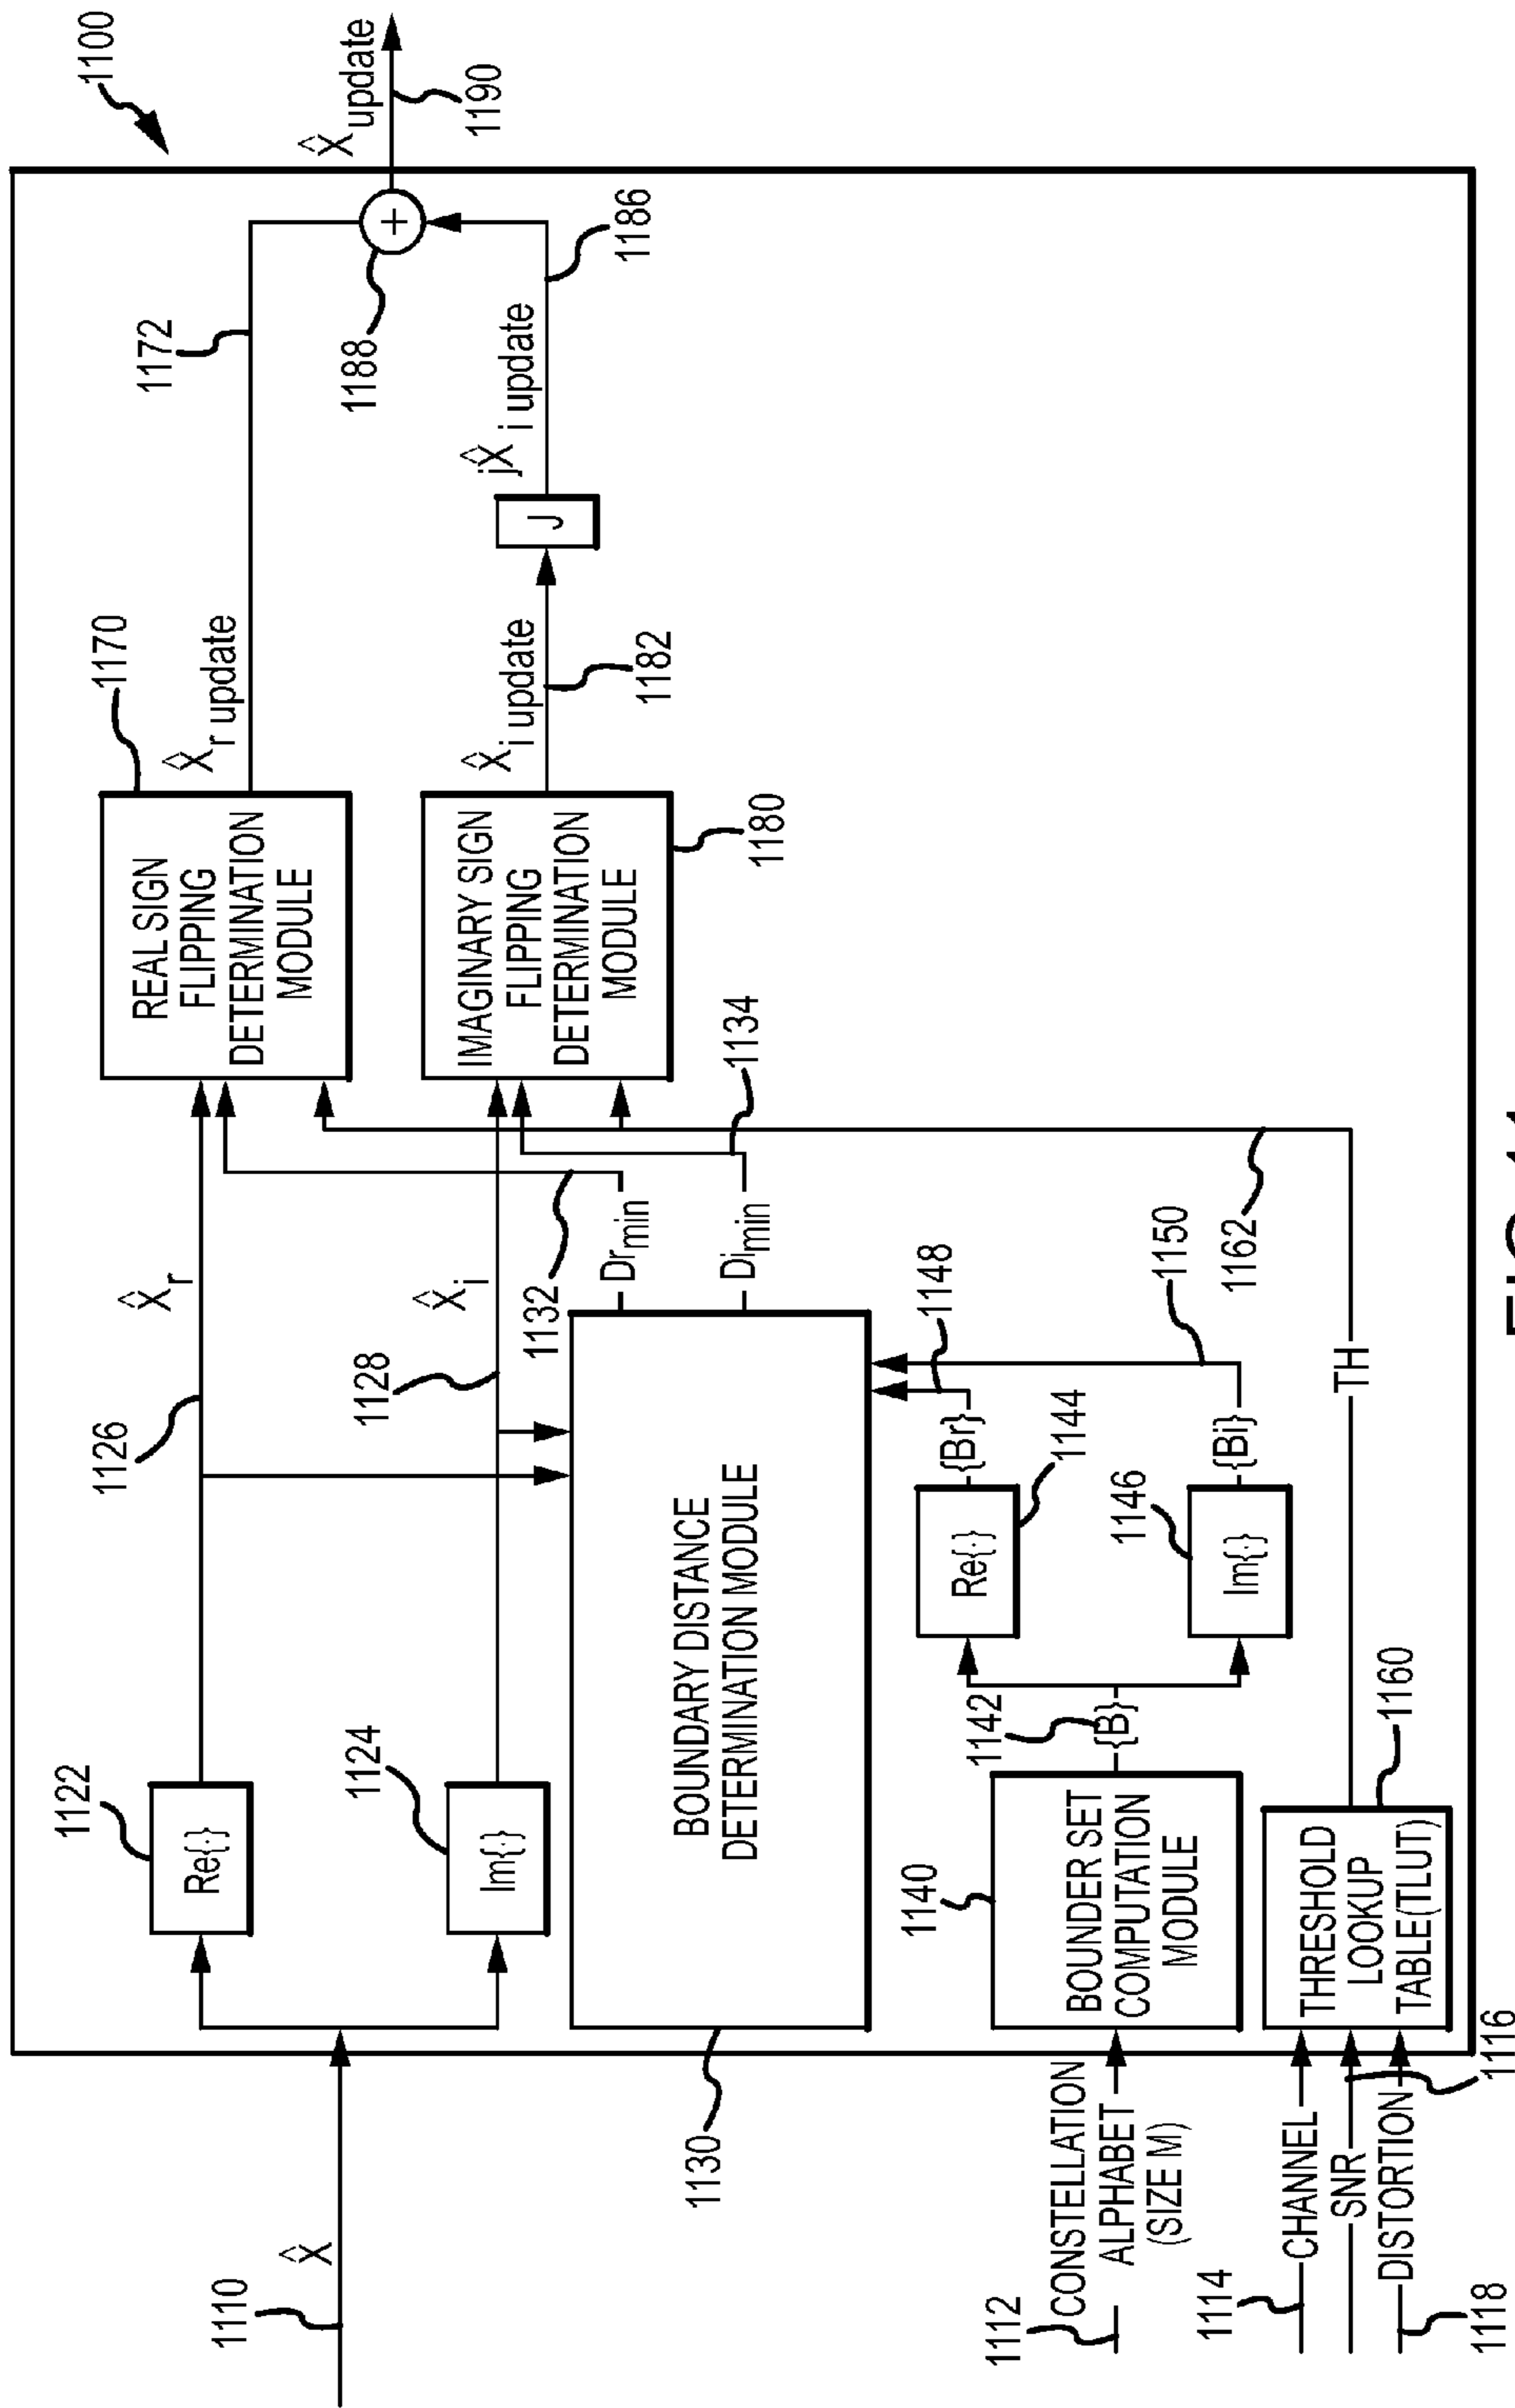 1100
1110
X̂
1122
Re{·}
1124
Im{·}
1126
X̂r
1128
X̂i
1170
REAL SIGN
FLIPPING
DETERMINATION
MODULE
X̂r update
1172
1180
IMAGINARY SIGN
FLIPPING
DETERMINATION
MODULE
X̂i update
1182
J
jX̂i update
1186
1188
+
X̂update
1190
1130
BOUNDARY DISTANCE
DETERMINATION MODULE
Drmin
1132
Dimin
1134
1112
CONSTELLATION
ALPHABET
(SIZE M)
1140
BOUNDER SET
COMPUTATION
MODULE
1142
{B}
Re{·}
1144
{Br}
1148
Im{·}
1146
{Bi}
1150
1114
CHANNEL
SNR
1116
DISTORTION
1118
THRESHOLD
LOOKUP
TABLE(TLUT)
1160
TH
1162